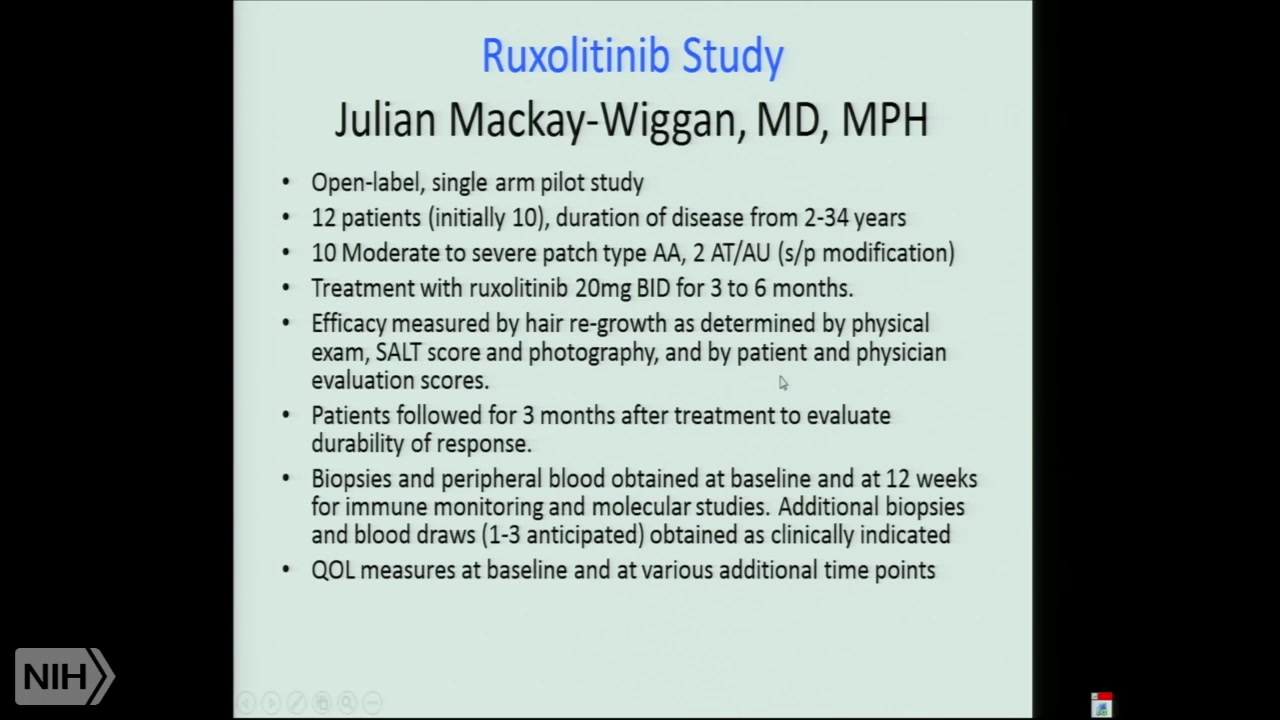 Ruxolitinib Study
Julian Mackay-Wiggan, MD, MPH
• Open-label, single arm pilot study
• 12 patients (initially 10), duration of disease from 2-34 years
• 10 Moderate to severe patch type AA, 2 AT/AU (s/p modification)
• Treatment with ruxolitinib 20mg BID for 3 to 6 months.
• Efficacy measured by hair re-growth as determined by physical
exam, SALT score and photography, and by patient and physician
evaluation scores.
• Patients followed for 3 months after treatment to evaluate
durability of response.
• Biopsies and peripheral blood obtained at baseline and at 12 weeks
for immune monitoring and molecular studies. Additional biopsies
and blood draws (1-3 anticipated) obtained as clinically indicated
• QOL measures at baseline and at various additional time points
NIH